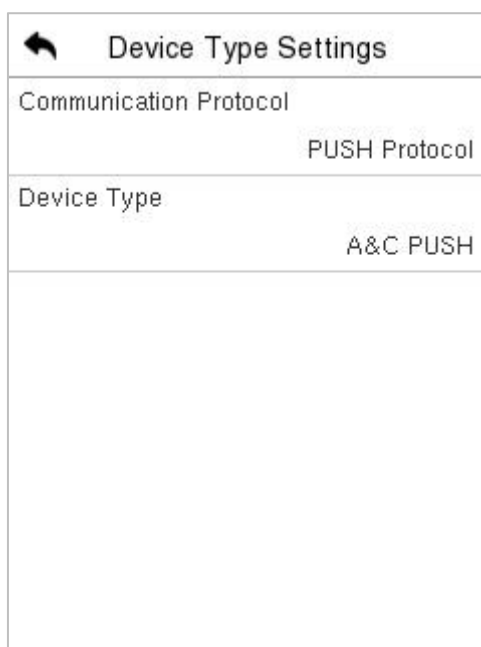 Device Type Settings
Communication Protocol
PUSH Protocol
Device Type
A&C PUSH